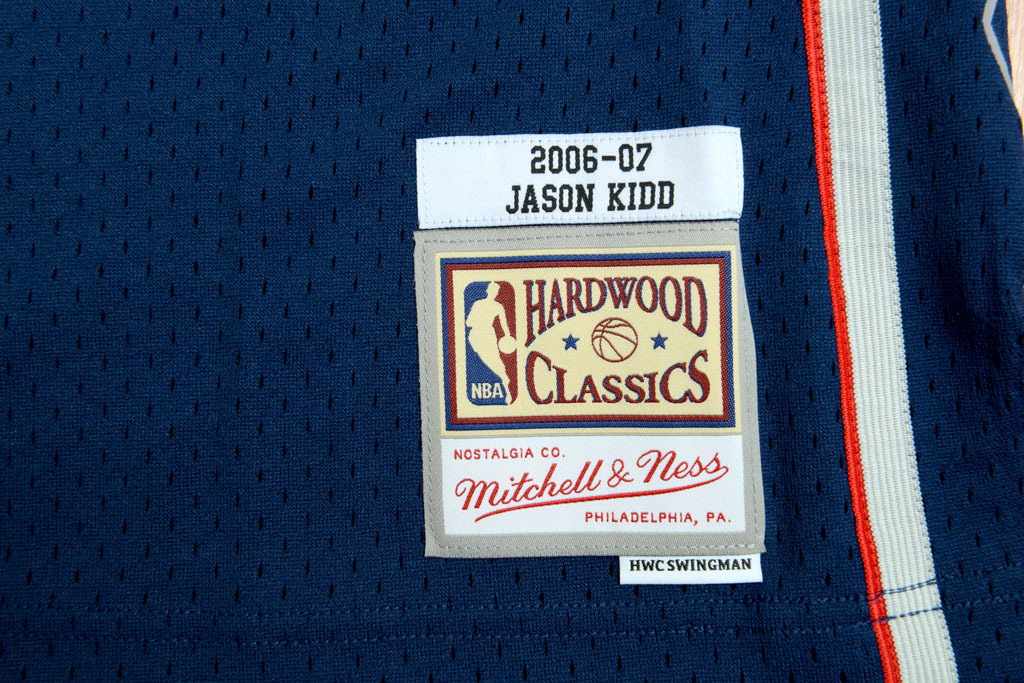 2006-07
JASON KIDD
HARDWOOD
CLASSICS
NBA
NOSTALGIA CO.
Mitchell & Ness
PHILADELPHIA, PA.
HWC SWINGMAN